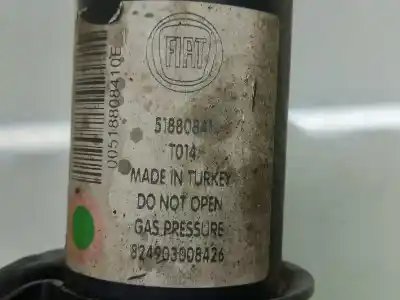 FIAT
51880841
T014
MADE IN TURKEY
DO NOT OPEN
GAS PRESSURE
824903008426
00518808410E